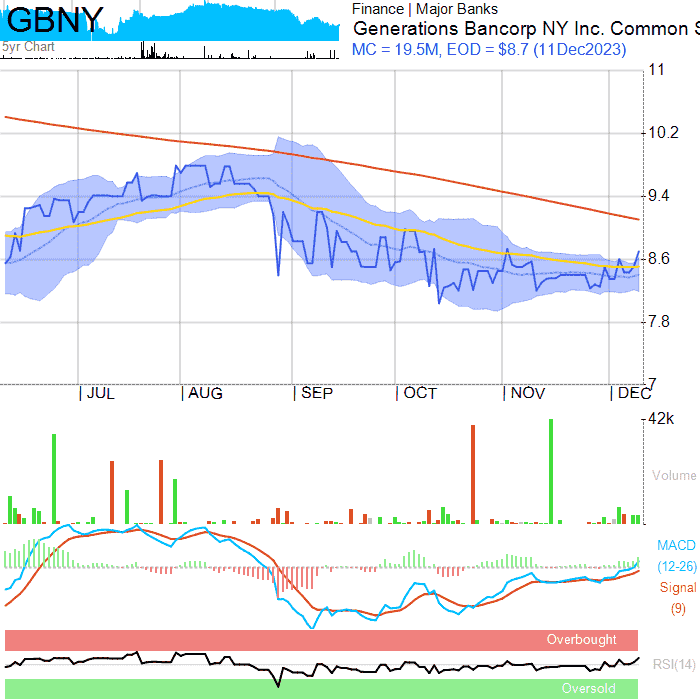 GBNY
5yr Chart
Finance | Major Banks
Generations Bancorp NY Inc. Common S
MC = 19.5M, EOD = $8.7 (11Dec2023)
11
10.2
9.4
8.6
7.8
7
JUL AUG SEP OCT NOV DEC
42k
Volume
MACD
(12-26)
Signal
(9)
Overbought
RSI(14)
Oversold